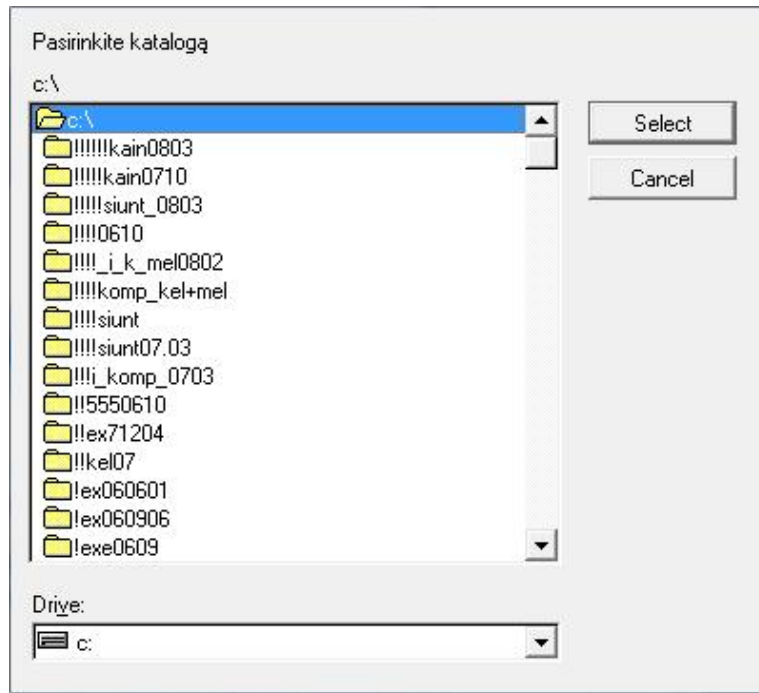 Pasirinkite katalogą
c:\
c:\
!!!!!!kain0803
!!!!!kain0710
!!!!!siunt_0803
!!!!0610
!!!!_i_k_mel0802
!!!!komp_kel+mel
!!!!siunt
!!!!siunt07.03
!!!i_komp_0703
!!5550610
!!ex71204
!!kel07
!ex060601
!ex060906
!exe0609
Select
Cancel
Drive:
c: